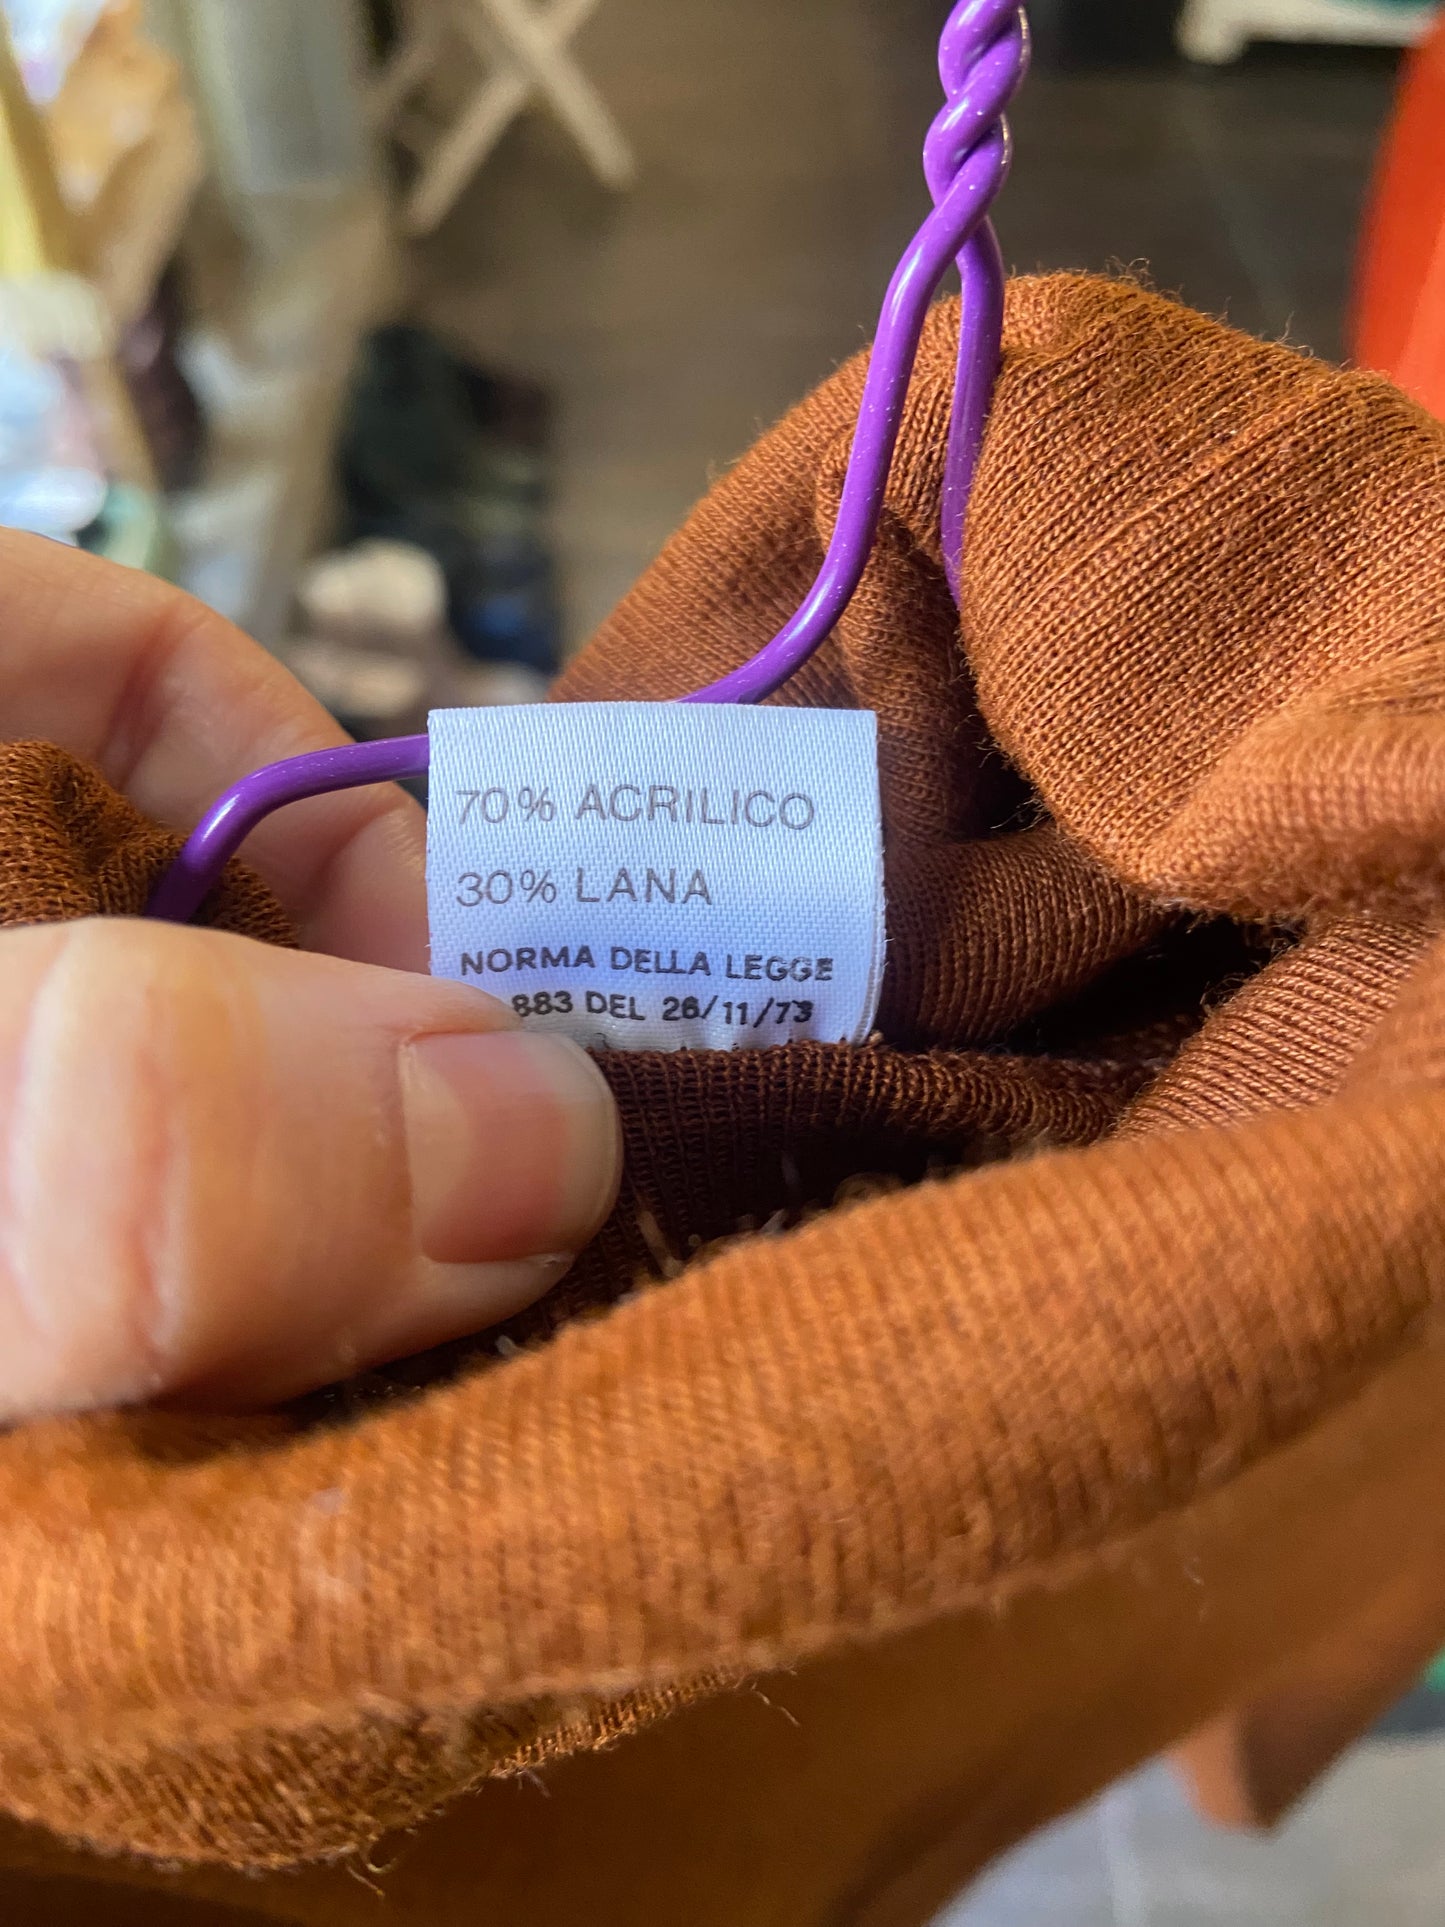 70% ACRILICO
30% LANA
NORMA DELLA LEGGE
883 DEL 26/11/73